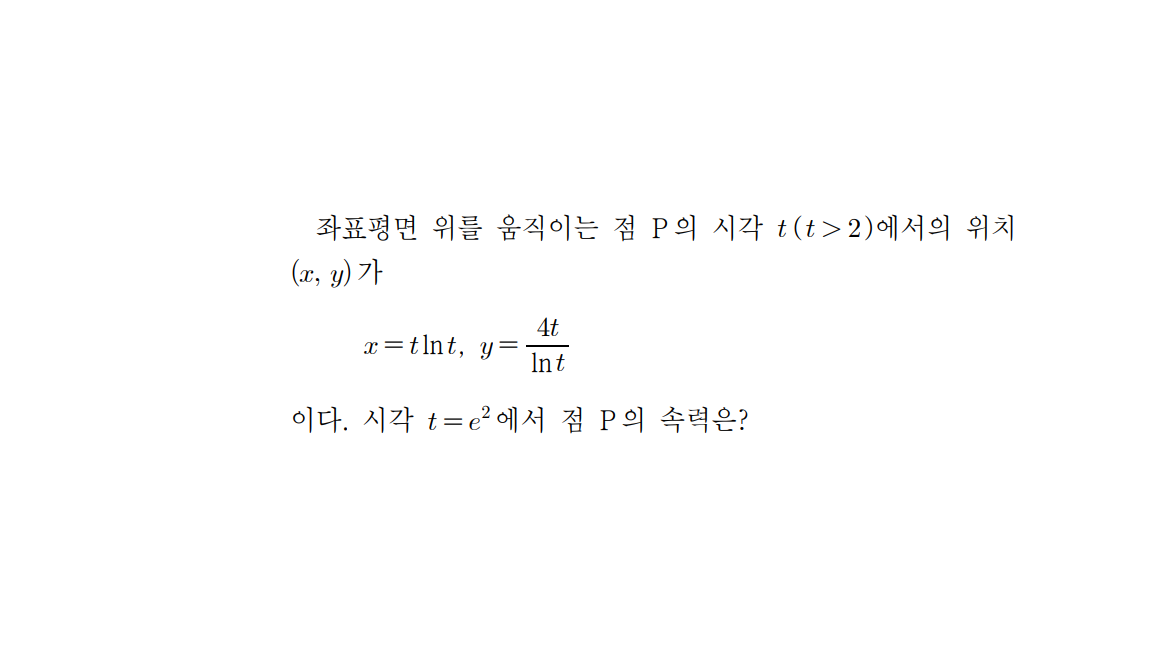 좌표평면 위를 움직이는 점 P의 시각 t(t>2)에서의 위치
(x, y)가
x=t ln t, y=\frac{4t}{ln t}
이다. 시각 t=e²에서 점 P의 속력은?